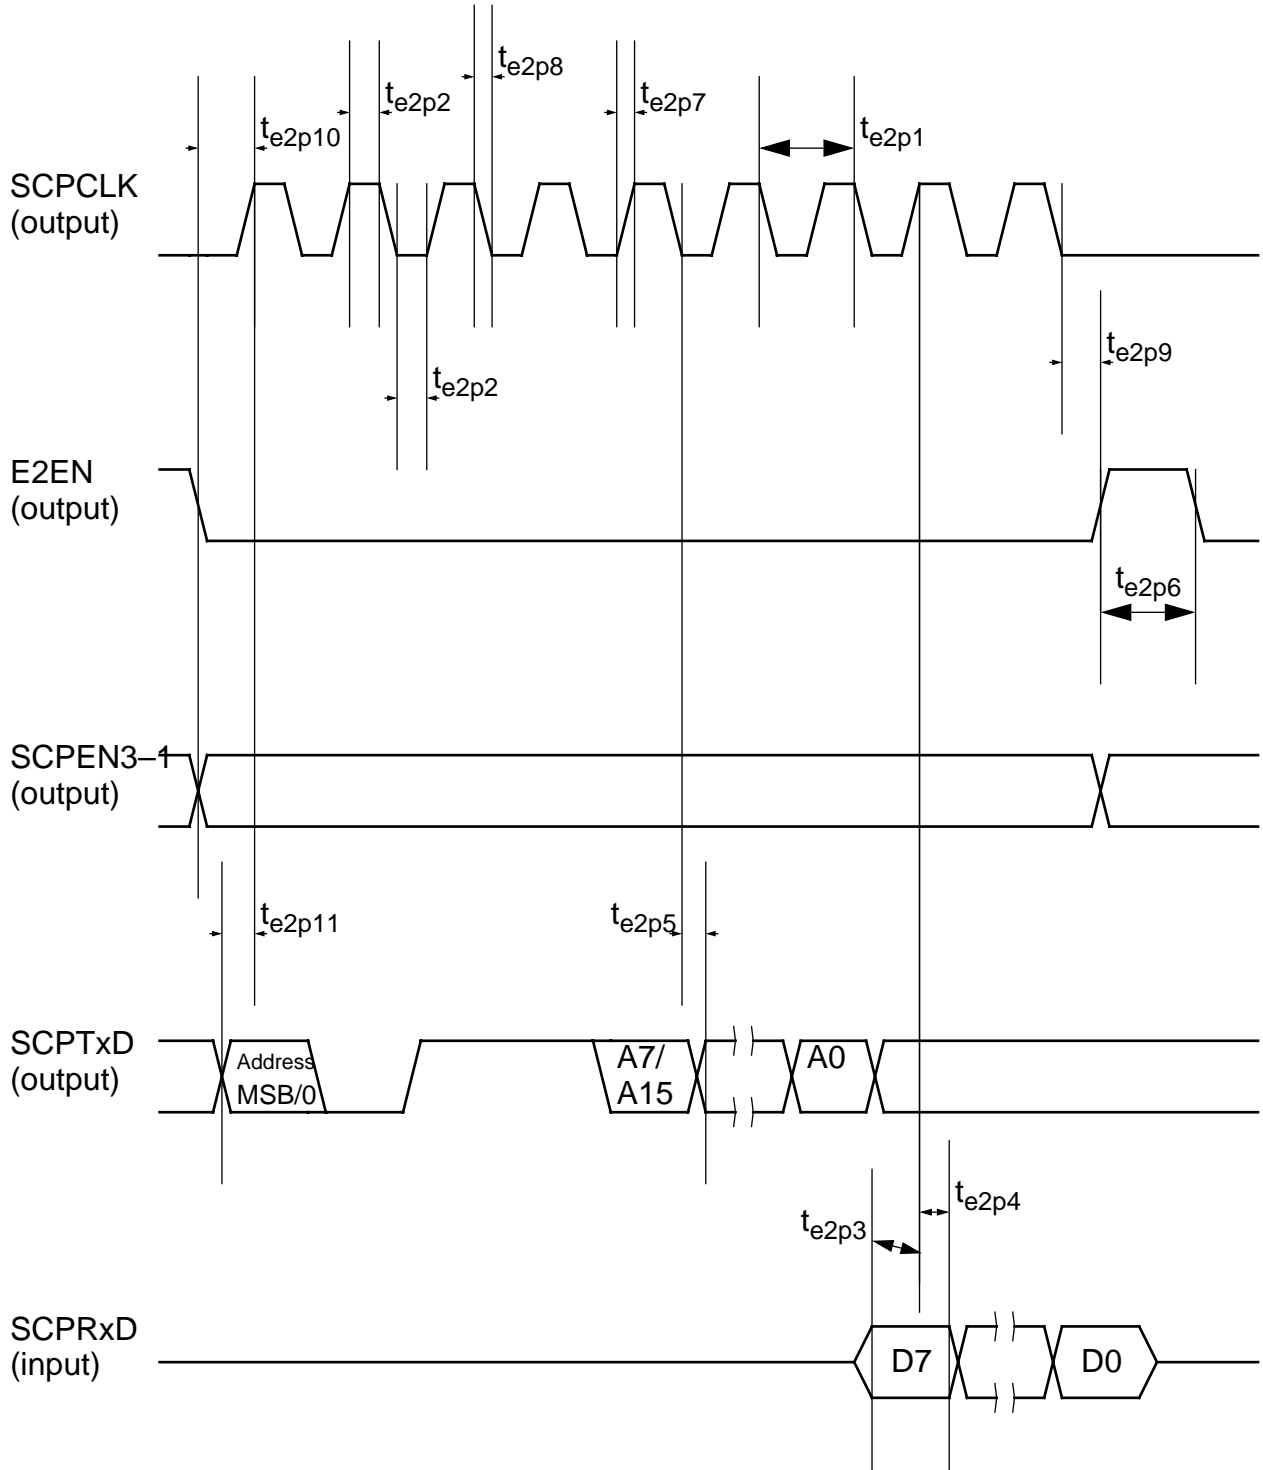 te2p8
te2p2
te2p7
te2p10
te2p1
SCPCLK
(output)
te2p9
te2p2
E2EN
(output)
te2p6
SCPEN3–1
(output)
te2p11
te2p5
SCPTxD
(output)
Address
MSB/0
A7/
A15
A0
te2p4
te2p3
SCPRxD
(input)
D7
D0